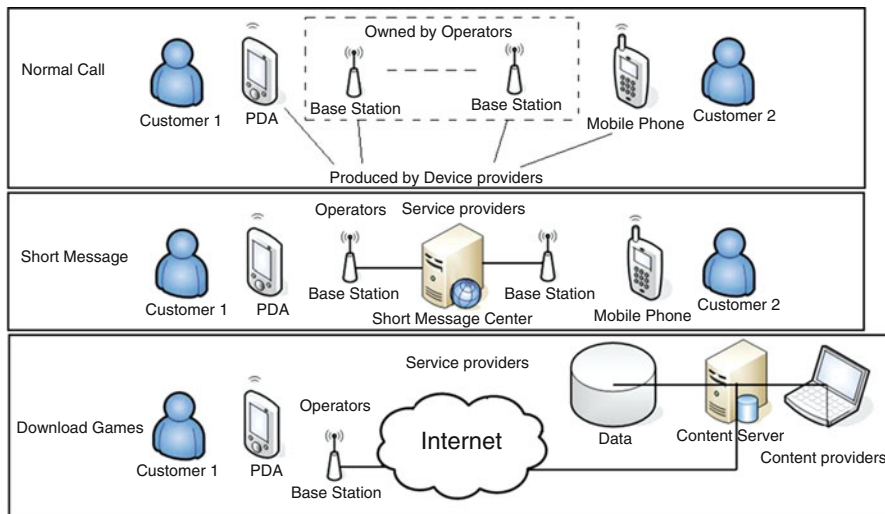 Normal Call
Owned by Operators
Customer 1
PDA
Base Station
Base Station
Mobile Phone
Customer 2
Produced by Device providers
Short Message
Operators
Service providers
Customer 1
PDA
Base Station
Short Message Center
Base Station
Mobile Phone
Customer 2
Download Games
Service providers
Operators
Customer 1
PDA
Base Station
Internet
Data
Content Server
Content providers